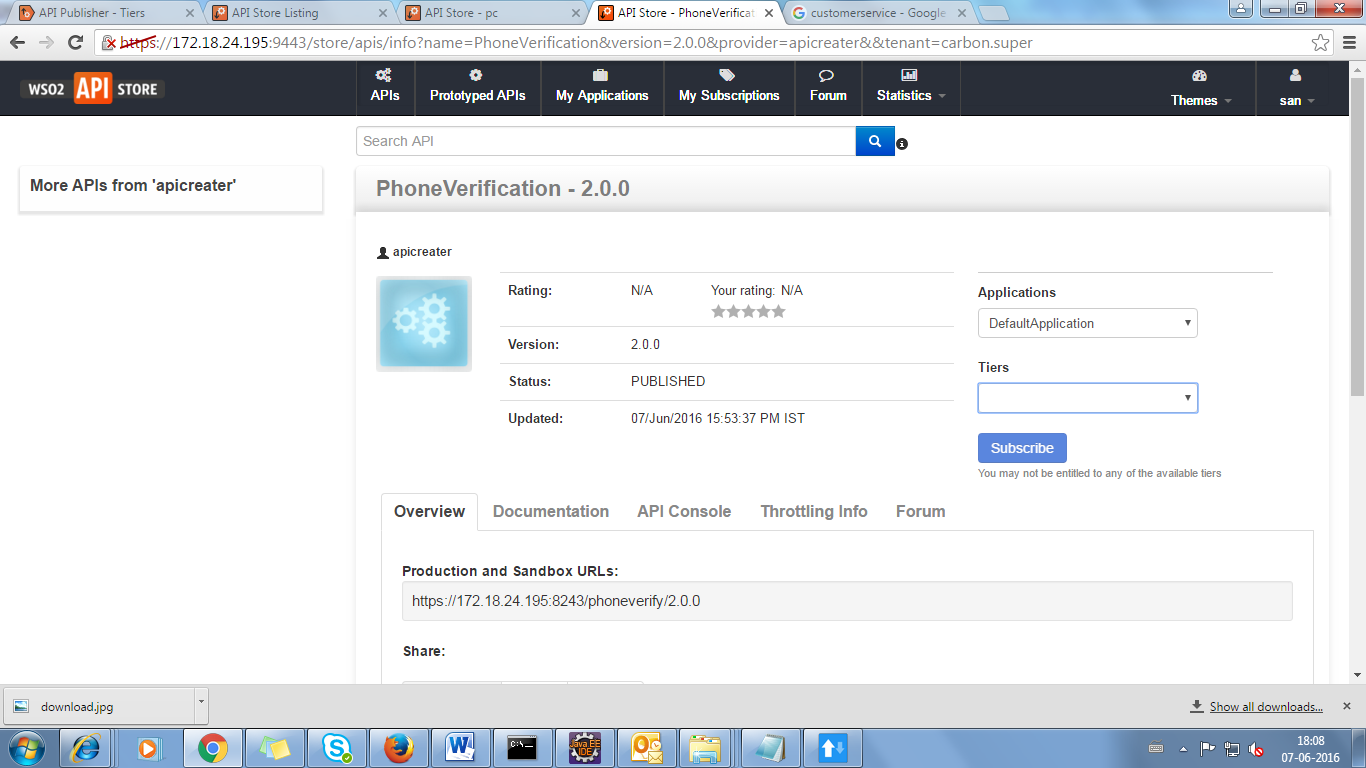 API Publisher - Tiers
API Store Listing
API Store - pc
API Store - PhoneVerificat
customerservice - Google
https://172.18.24.195:9443/store/apis/info?name=PhoneVerification&version=2.0.0&provider=apicreater&&tenant=carbon.super
WSO2 API STORE
APIs
Prototyped APIs
My Applications
My Subscriptions
Forum
Statistics
Themes
san
Search API
More APIs from 'apicreater'
PhoneVerification - 2.0.0
apicreater
Rating: N/A Your rating: N/A
Version: 2.0.0
Status: PUBLISHED
Updated: 07/Jun/2016 15:53:37 PM IST
Applications
DefaultApplication
Tiers
Subscribe
You may not be entitled to any of the available tiers
Overview
Documentation
API Console
Throttling Info
Forum
Production and Sandbox URLs:
https://172.18.24.195:8243/phoneverify/2.0.0
Share:
download.jpg
Show all downloads...
Java EE
IDE
C:\_
18:08
07-06-2016